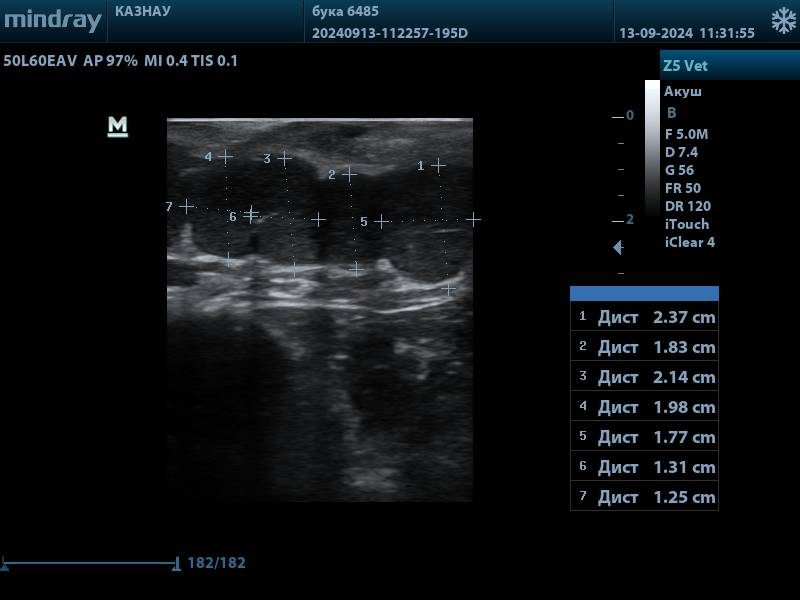 mindray
КАЗНАУ
бука 6485
20240913-112257-195D
13-09-2024 11:31:55
50L60EAV AP 97% MI 0.4 TIS 0.1
Z5 Vet
M
Акуш
B
F 5.0M
D 7.4
G 56
FR 50
DR 120
iTouch
iClear 4
0
2
4
3
2
1
7
6
5
1 Дист 2.37 cm
2 Дист 1.83 cm
3 Дист 2.14 cm
4 Дист 1.98 cm
5 Дист 1.77 cm
6 Дист 1.31 cm
7 Дист 1.25 cm
182/182